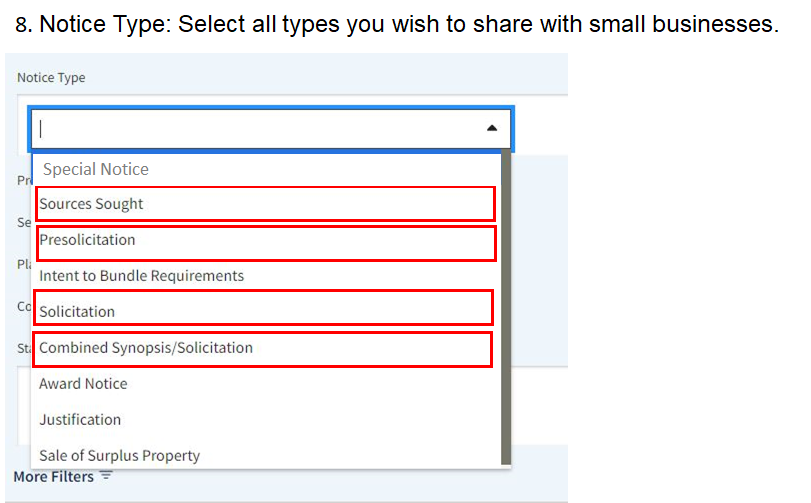 8. Notice Type: Select all types you wish to share with small businesses.
Notice Type
Special Notice
Pr
Sources Sought
Se
Presolicitation
Pl
Intent to Bundle Requirements
Co
Solicitation
Sta
Combined Synopsis/Solicitation
Award Notice
Justification
Sale of Surplus Property
More Filters